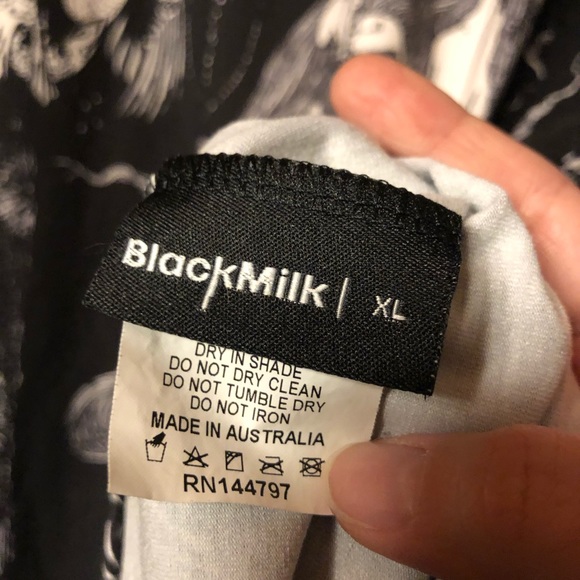 BlackMilk | XL
DRY IN SHADE
DO NOT DRY CLEAN
DO NOT TUMBLE DRY
DO NOT IRON
MADE IN AUSTRALIA
RN144797